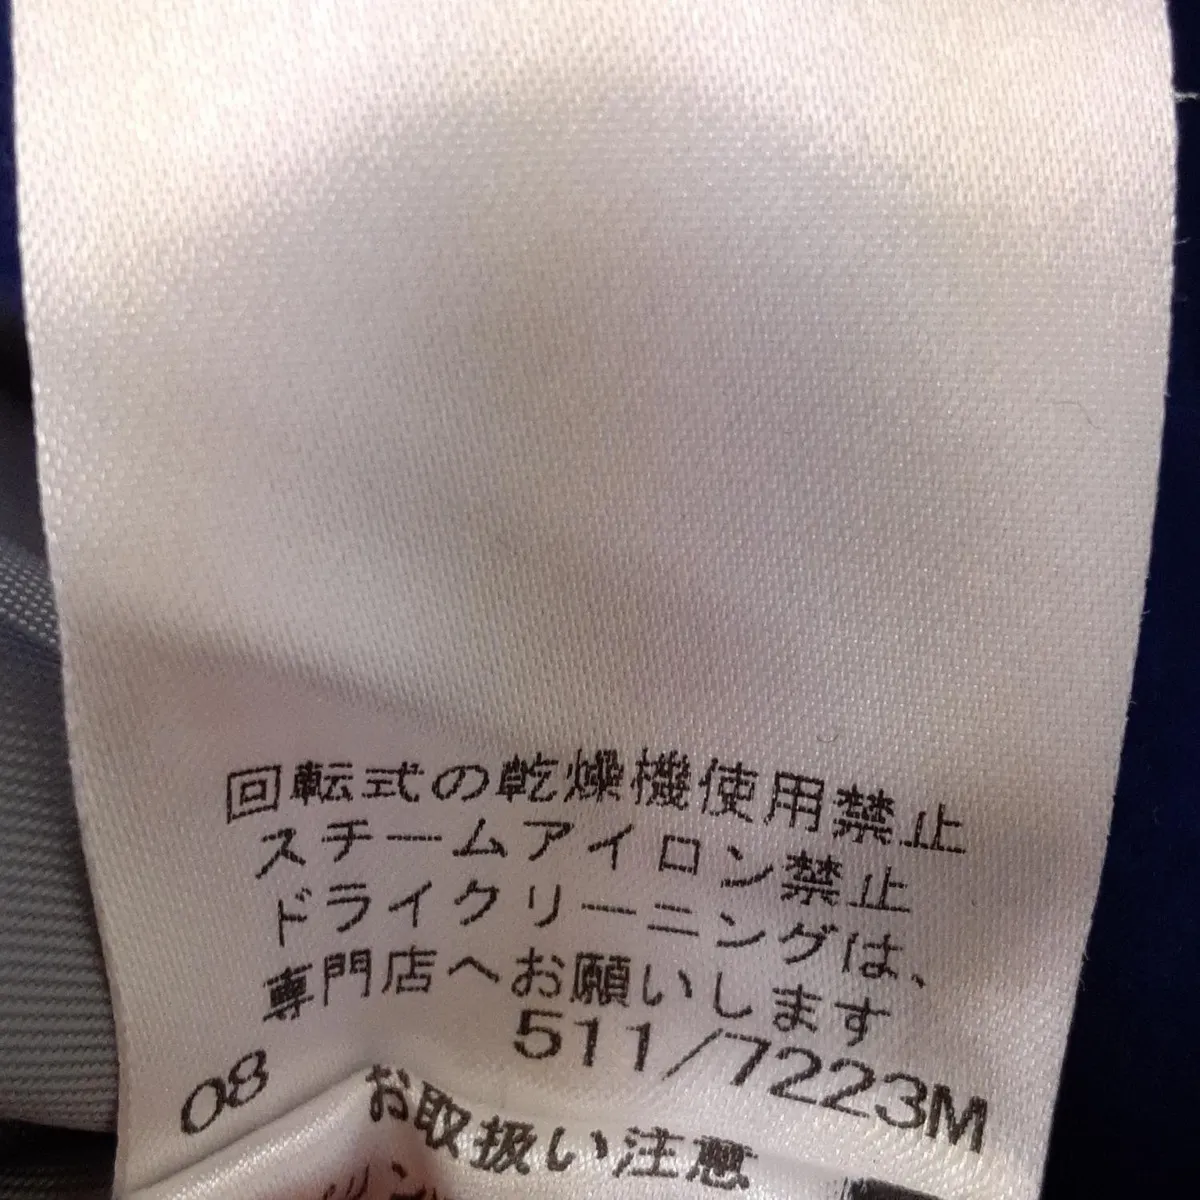 回転式の乾燥機使用禁止
スチームアイロン禁止
ドライクリーニングは、
専門店へお願いします
511/7223M
08
お取扱い注意